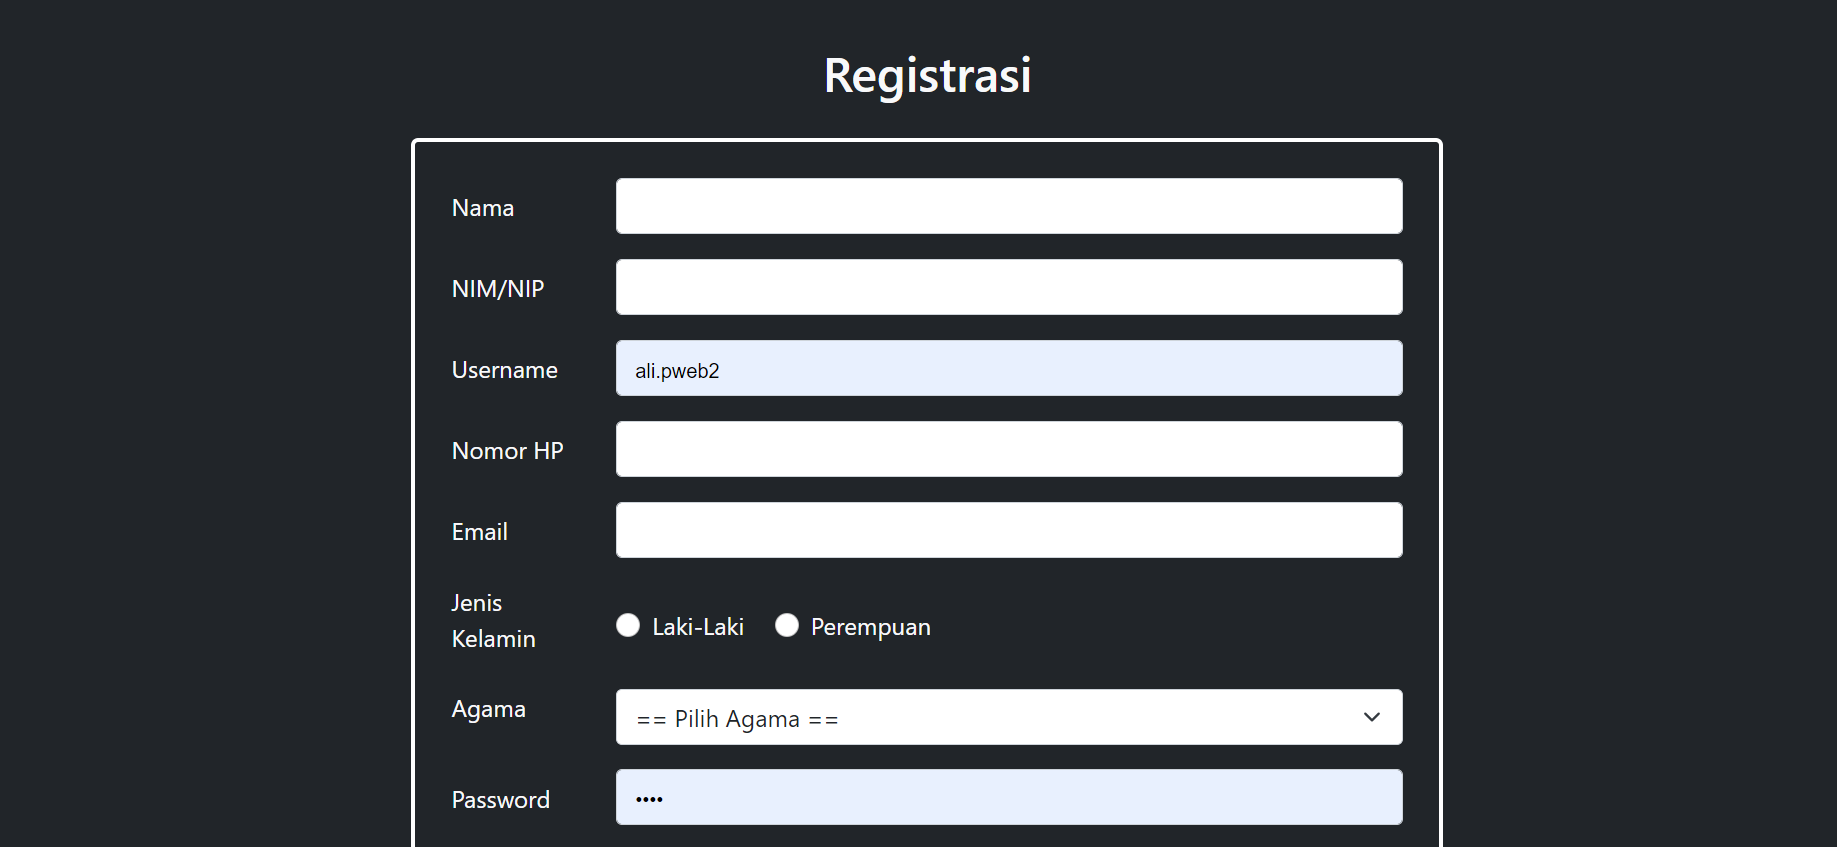 Registrasi
Nama
NIM/NIP
Username
ali.pweb2
Nomor HP
Email
Jenis
Kelamin
Laki-Laki
Perempuan
Agama
== Pilih Agama ==
Password
••••